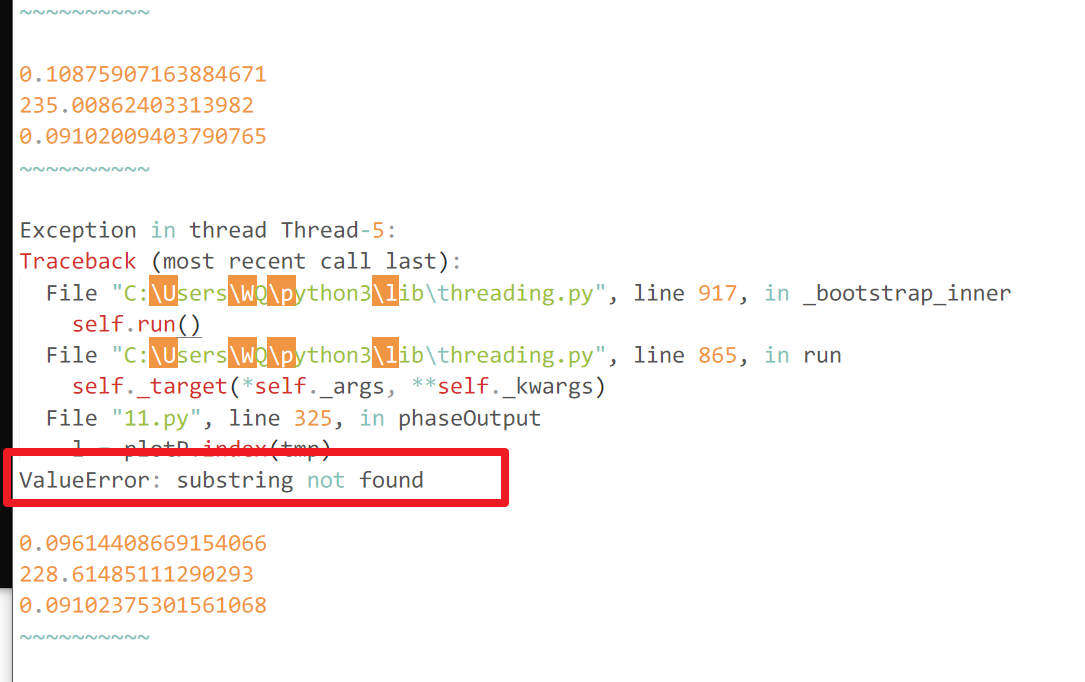 ~~~~~~~~~~
0.10875907163884671
235.00862403313982
0.09102009403790765
~~~~~~~~~~
Exception in thread Thread-5:
Traceback (most recent call last):
File "C:\Users\WQ\python3\lib\threading.py", line 917, in _bootstrap_inner
self.run()
File "C:\Users\WQ\python3\lib\threading.py", line 865, in run
self._target(*self._args, **self._kwargs)
File "11.py", line 325, in phaseOutput
l = plotP.index(tmp)
ValueError: substring not found
0.09614408669154066
228.61485111290293
0.09102375301561068
~~~~~~~~~~